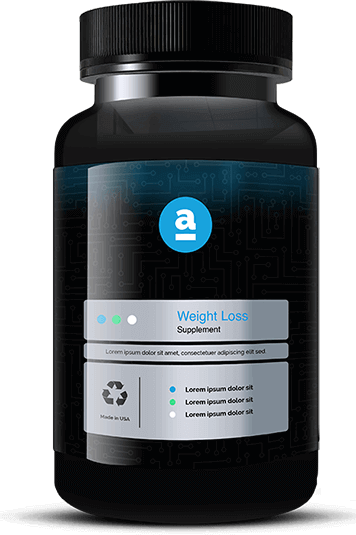 a
Weight Loss
Supplement
Lorem ipsum dolor sit amet, consectetuer adipiscing elit sed.
Lorem ipsum dolor sit
Lorem ipsum dolor sit
Lorem ipsum dolor sit
Made in USA